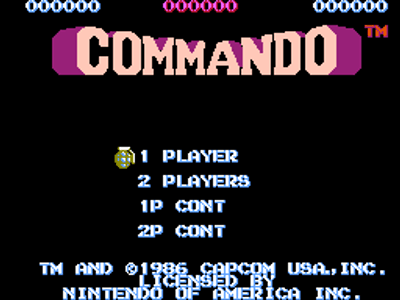 000000 000000 000000
COMMANDO TM
1 PLAYER
2 PLAYERS
1P CONT
2P CONT
TM AND ©1986 CAPCOM USA.,INC.
LICENSED BY
NINTENDO OF AMERICA INC.